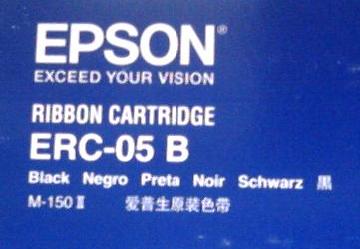 EPSON®
EXCEED YOUR VISION
RIBBON CARTRIDGE
ERC-05 B
Black Negro Preta Noir Schwarz 黑
M-150 II 爱普生原装色带